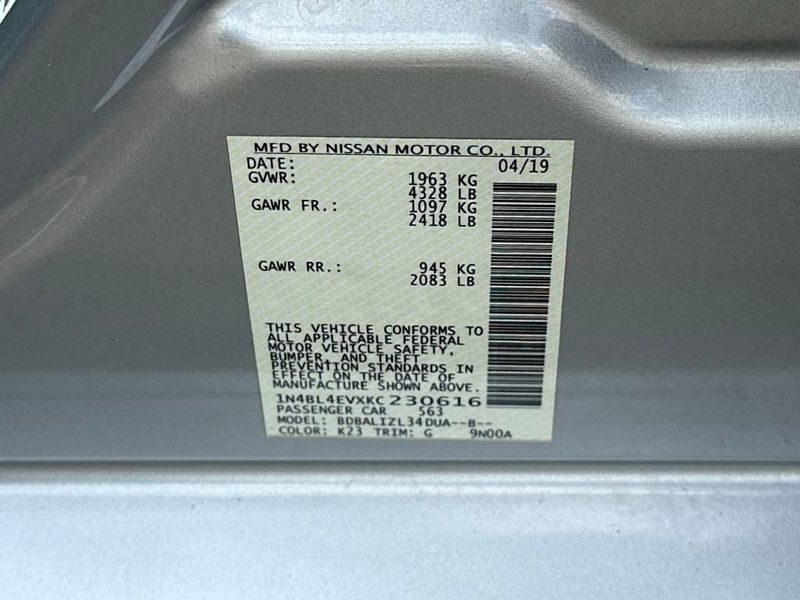 MFD BY NISSAN MOTOR CO., LTD.
DATE: 04/19
GVWR: 1963 KG
4328 LB
GAWR FR.: 1097 KG
2418 LB
GAWR RR.: 945 KG
2083 LB
THIS VEHICLE CONFORMS TO
ALL APPLICABLE FEDERAL
MOTOR VEHICLE SAFETY,
BUMPER, AND THEFT
PREVENTION STANDARDS IN
EFFECT ON THE DATE OF
MANUFACTURE SHOWN ABOVE.
1N4BL4EVXKC230616
PASSENGER CAR 563
MODEL: BDBALIZL34DUA--B--
COLOR: K23 TRIM: G 9N00A